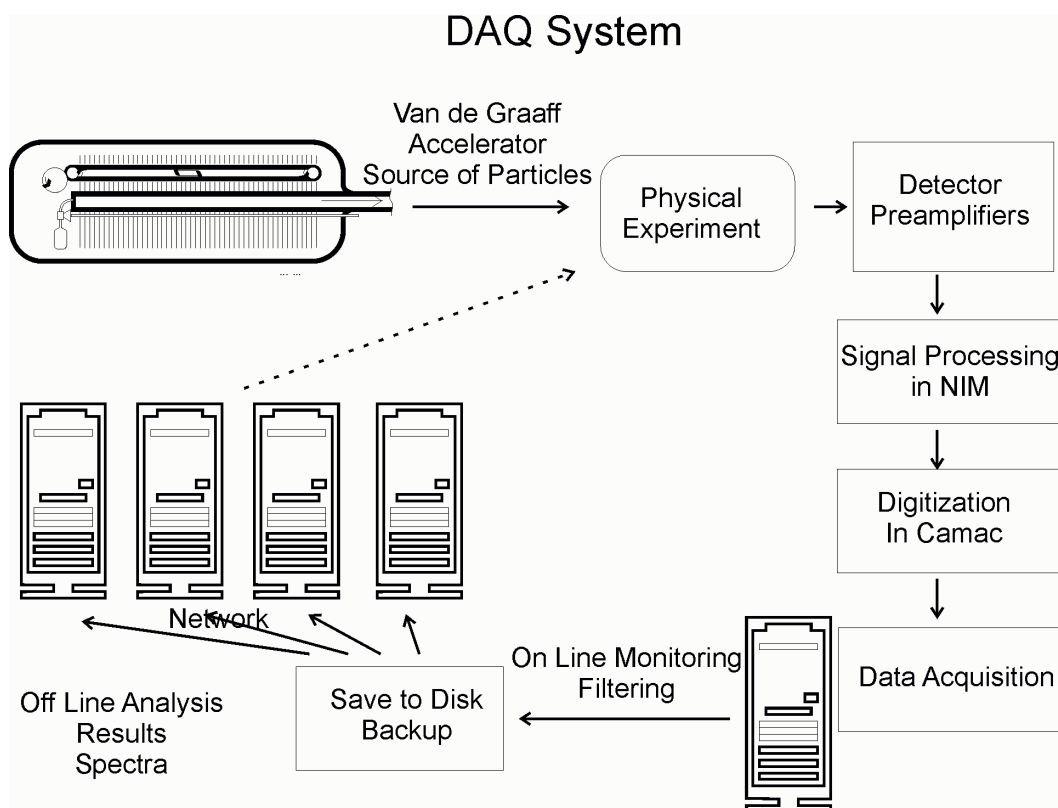 DAQ System
Van de Graaff
Accelerator
Source of Particles
Physical
Experiment
Detector
Preamplifiers
Signal Processing
in NIM
Digitization
In Camac
Data Acquisition
On Line Monitoring
Filtering
Save to Disk
Backup
Network
Off Line Analysis
Results
Spectra